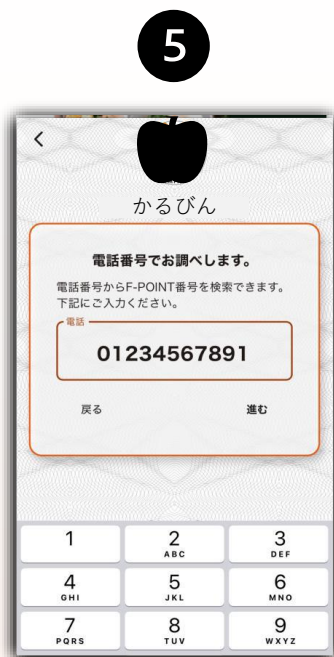 5
<
かるびん
電話番号でお調べします。
電話番号からF-POINT番号を検索できます。
下記にご入力ください。
電話
01234567891
戻る 進む
1 2 3
ABC DEF
4 5 6
GHI JKL MNO
7 8 9
PQRS TUV WXYZ